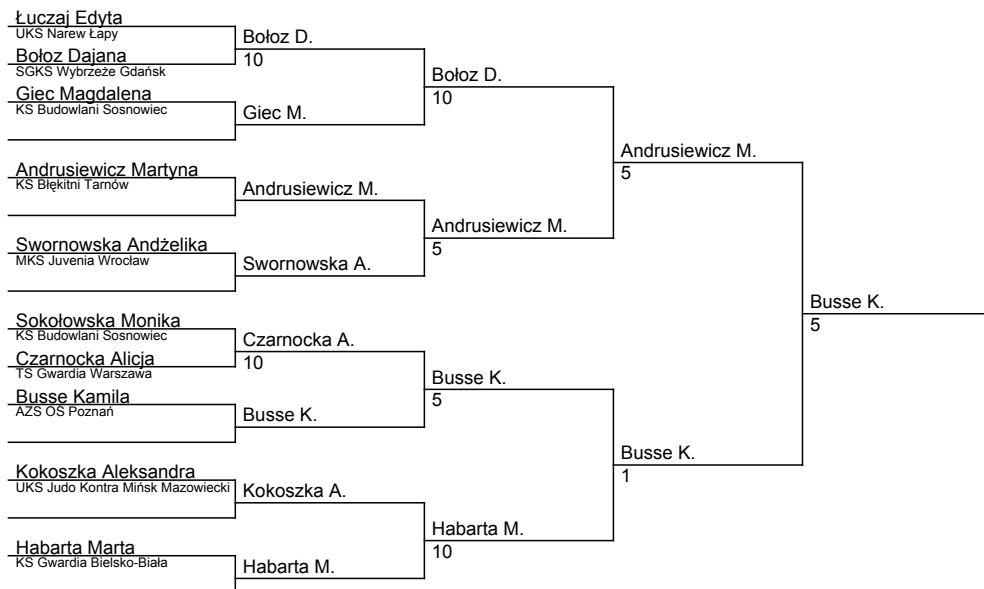 Łuczaj Edyta
UKS Narew Łapy
Bołoz Dajana
SGKS Wybrzeże Gdańsk
Giec Magdalena
KS Budowlani Sosnowiec
Andrusiewicz Martyna
KS Błękitni Tarnów
Swornowska Andżelika
MKS Juvenia Wrocław
Sokołowska Monika
KS Budowlani Sosnowiec
Czarnocka Alicja
TS Gwardia Warszawa
Busse Kamila
AZS OŚ Poznań
Kokoszka Aleksandra
UKS Judo Kontra Mińsk Mazowiecki
Habarta Marta
KS Gwardia Bielsko-Biała
Bołoz D.
10
Giec M.
Andrusiewicz M.
Swornowska A.
Czarnocka A.
10
Busse K.
Kokoszka A.
Habarta M.
Bołoz D.
10
Andrusiewicz M.
5
Busse K.
5
Habarta M.
10
Andrusiewicz M.
5
Busse K.
1
Busse K.
5